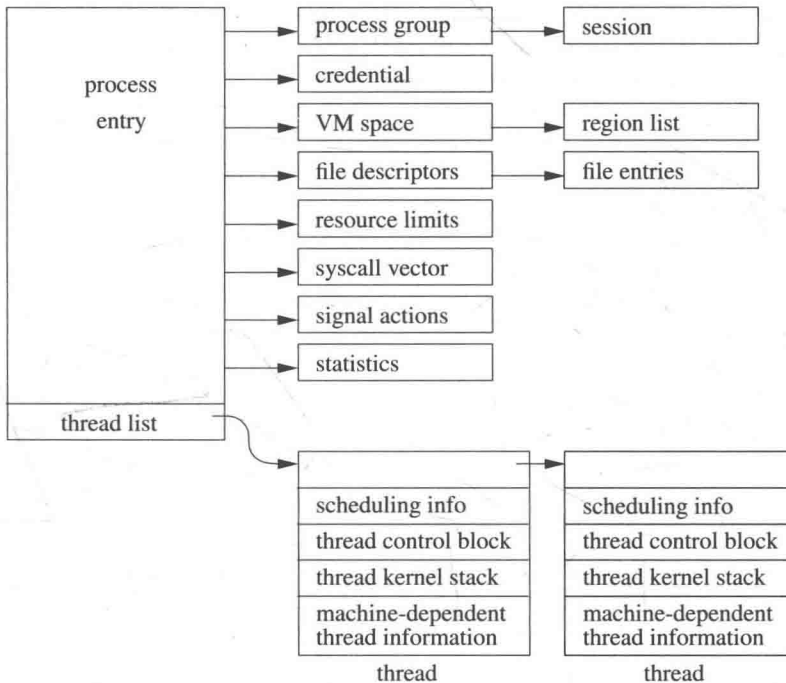 process group
session
process
entry
credential
VM space
region list
file descriptors
file entries
resource limits
syscall vector
signal actions
statistics
thread list
scheduling info
thread control block
thread kernel stack
machine-dependent
thread information
thread
scheduling info
thread control block
thread kernel stack
machine-dependent
thread information
thread